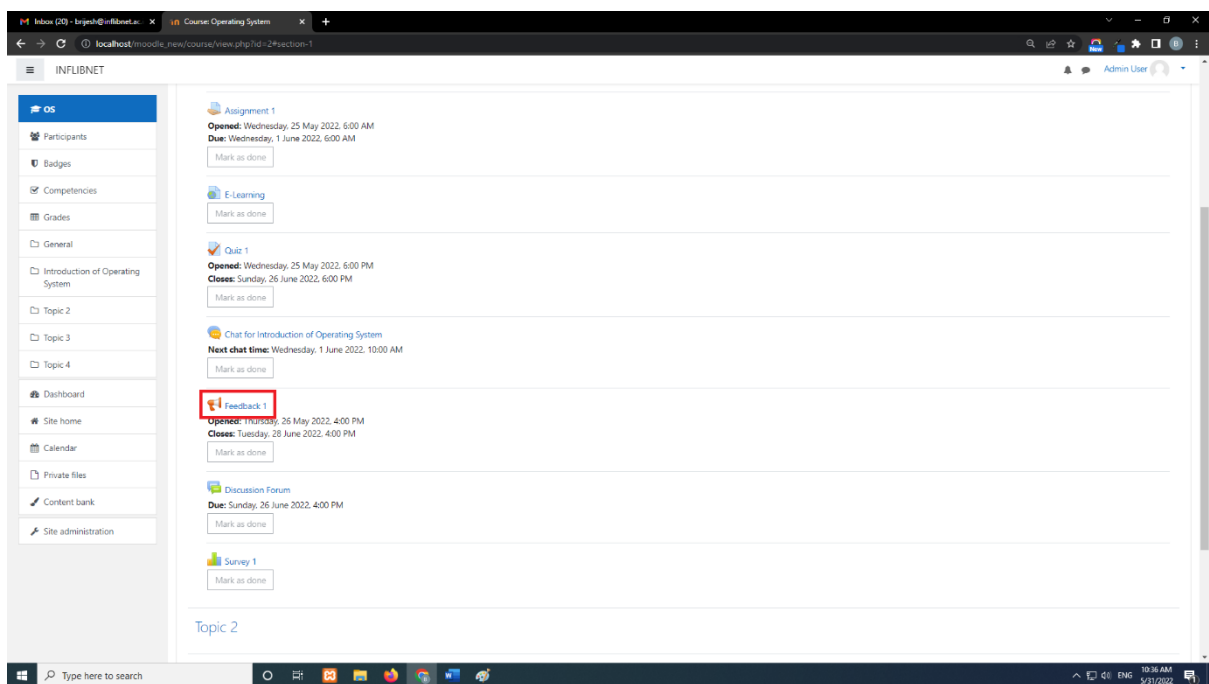 Inbox (20) - brijesh@inflibnet.ac.
Course: Operating System
localhost/moodle_new/course/view.php?id=2#section-1
New
INFLIBNET
Admin User
OS
Participants
Badges
Competencies
Grades
General
Introduction of Operating
System
Topic 2
Topic 3
Topic 4
Dashboard
Site home
Calendar
Private files
Content bank
Site administration
Assignment 1
Opened: Wednesday, 25 May 2022, 6:00 AM
Due: Wednesday, 1 June 2022, 6:00 AM
Mark as done
E-Learning
Mark as done
Quiz 1
Opened: Wednesday, 25 May 2022, 6:00 PM
Closes: Sunday, 26 June 2022, 6:00 PM
Mark as done
Chat for Introduction of Operating System
Next chat time: Wednesday, 1 June 2022, 10:00 AM
Mark as done
Feedback 1
Opened: Thursday, 26 May 2022, 4:00 PM
Closes: Tuesday, 28 June 2022, 4:00 PM
Mark as done
Discussion Forum
Due: Sunday, 26 June 2022, 4:00 PM
Mark as done
Survey 1
Mark as done
Topic 2
Type here to search
ENG
10:36 AM
5/31/2022